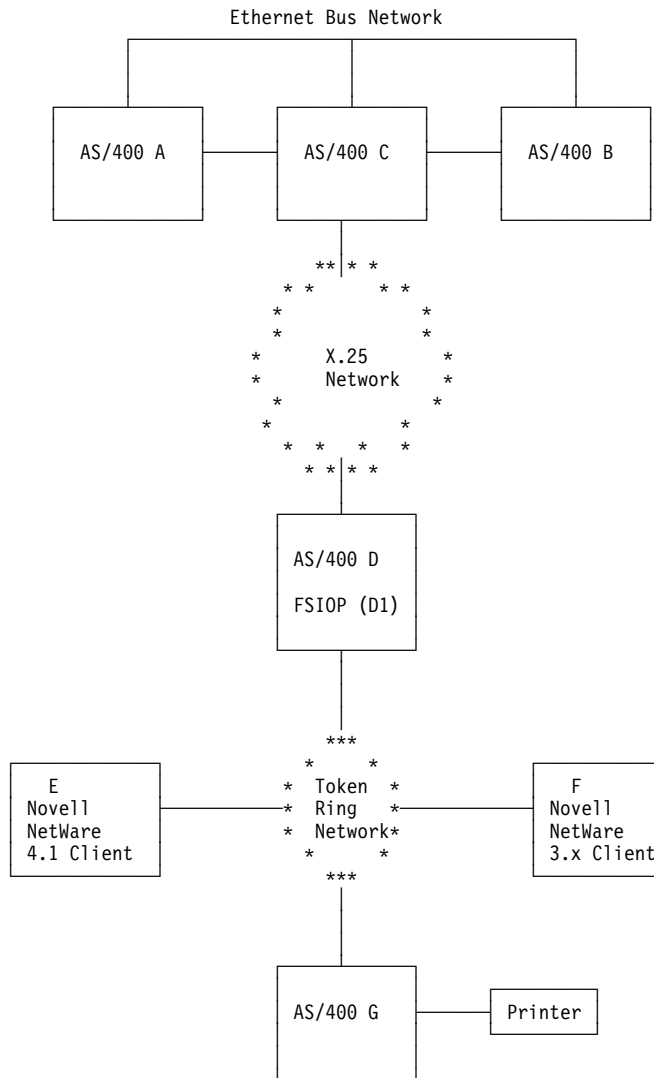 Ethernet Bus Network
AS/400 A
AS/400 C
AS/400 B
X.25
Network
AS/400 D
FSIOP (D1)
E
Novell
NetWare
4.1 Client
Token
Ring
Network
F
Novell
NetWare
3.x Client
AS/400 G
Printer